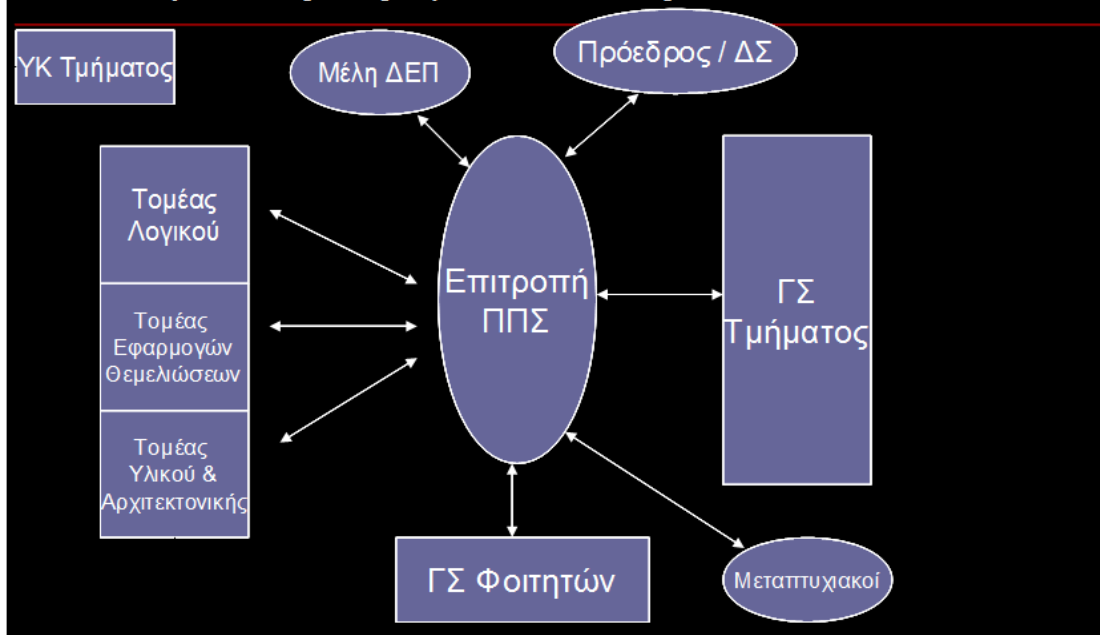 ΥΚ Τμήματος
Μέλη ΔΕΠ
Πρόεδρος / ΔΣ
Τομέας
Λογικού
Τομέας
Εφαρμογών
Θεμελιώσεων
Τομέας
Υλικού &
Αρχιτεκτονικής
Επιτροπή
ΠΠΣ
ΓΣ
Τμήματος
ΓΣ Φοιτητών
Μεταπτυχιακοί